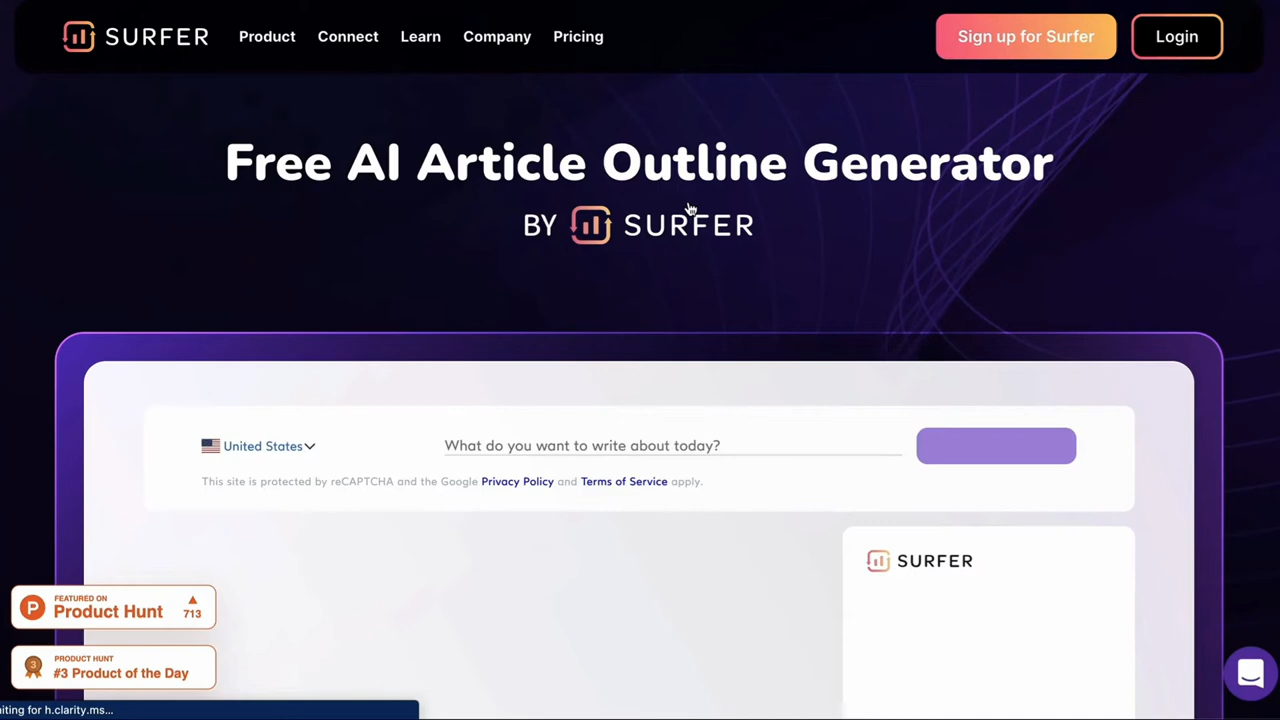 SURFER Product Connect Learn Company Pricing Sign up for Surfer Login
Free AI Article Outline Generator
BY SURFER
United States What do you want to write about today?
This site is protected by reCAPTCHA and the Google Privacy Policy and Terms of Service apply.
SURFER
FEATURED ON
Product Hunt 713
PRODUCT HUNT
3 #3 Product of the Day
iting for h.clarity.ms...